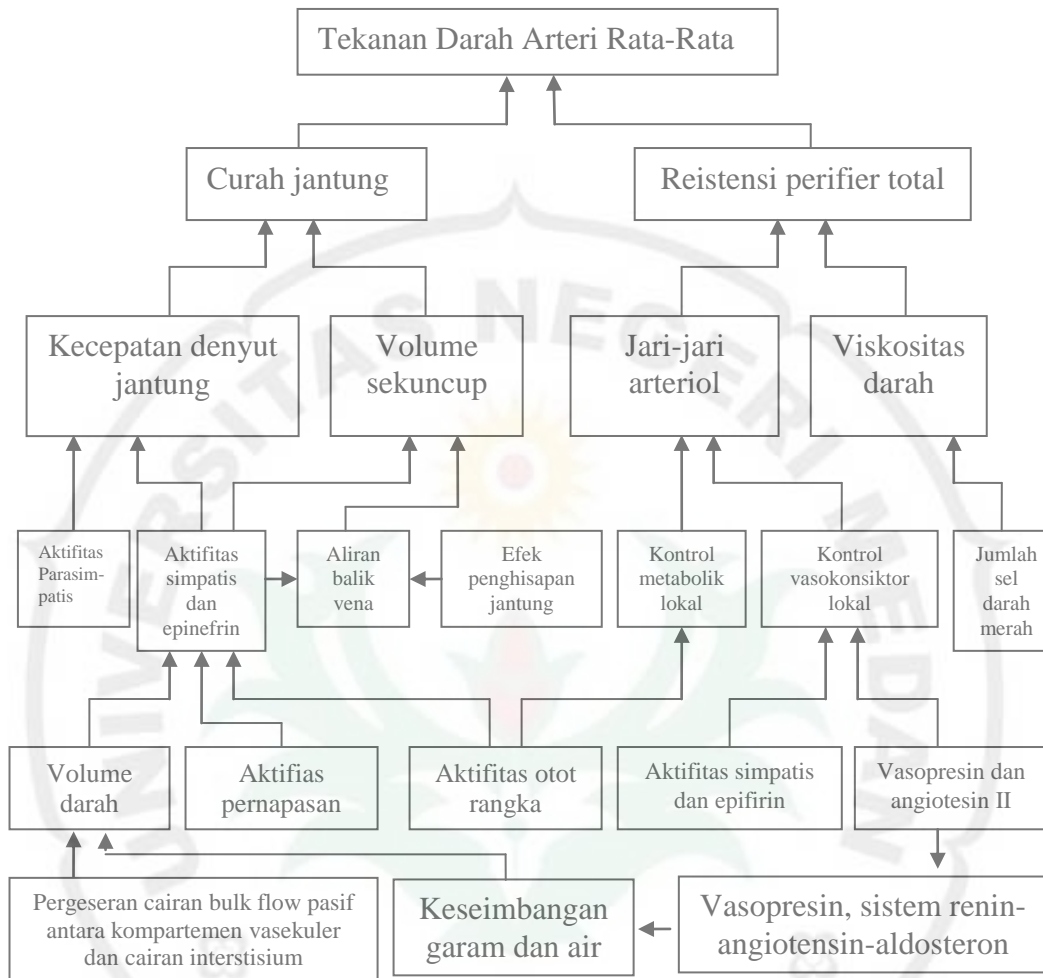 Tekanan Darah Arteri Rata-Rata
Curah jantung
Reistensi perifier total
Kecepatan denyut
jantung
Volume
sekuncup
Jari-jari
arteriol
Viskositas
darah
Aktifitas
Parasim-
patis
Aktifitas
simpatis
dan
epinefrin
Aliran
balik
vena
Efek
penghisapan
jantung
Kontrol
metabolik
lokal
Kontrol
vasokonsiktor
lokal
Jumlah
sel
darah
merah
Volume
darah
Aktifias
pernapasan
Aktifitas otot
rangka
Aktifitas simpatis
dan epifirin
Vasopresin dan
angiotesin II
Pergeseran cairan bulk flow pasif
antara kompartemen vasekuler
dan cairan interstisium
Keseimbangan
garam dan air
Vasopresin, sistem renin-
angiotensin-aldosteron
UNIVERSITAS NEGERI MEDAN